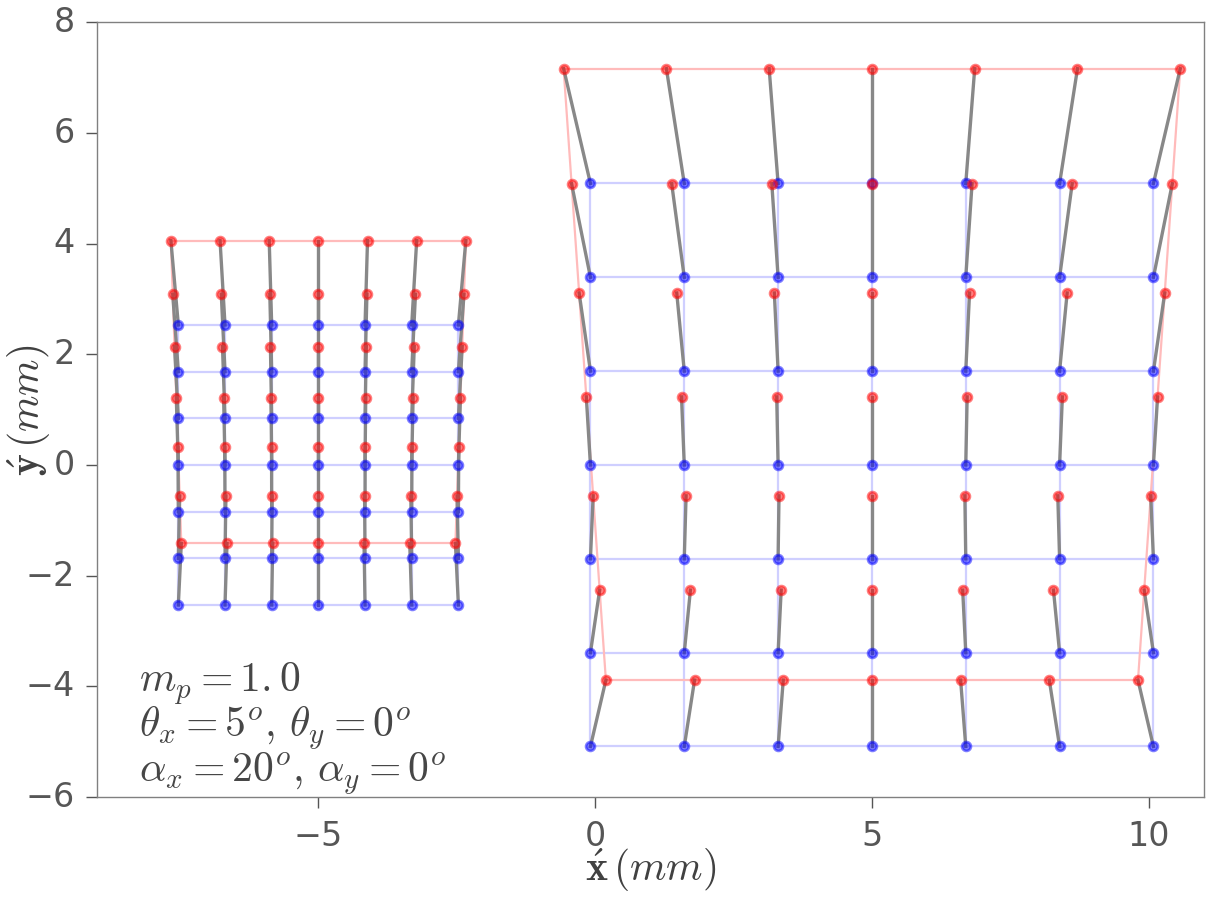 8
6
4
2
0
−2
−4
−6
ý (mm)
m_p = 1.0
θ_x = 5^o, θ_y = 0^o
α_x = 20^o, α_y = 0^o
−5 0 5 10
x́ (mm)